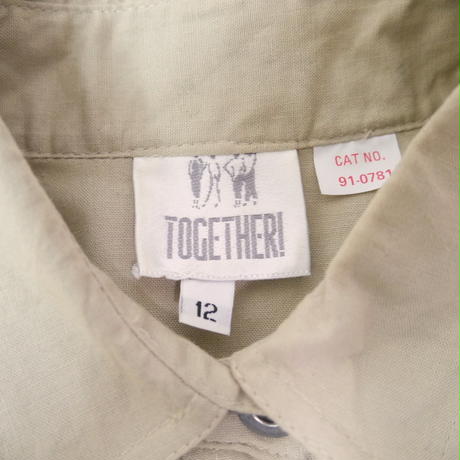 TOGETHER!
12
CAT NO.
91-0781